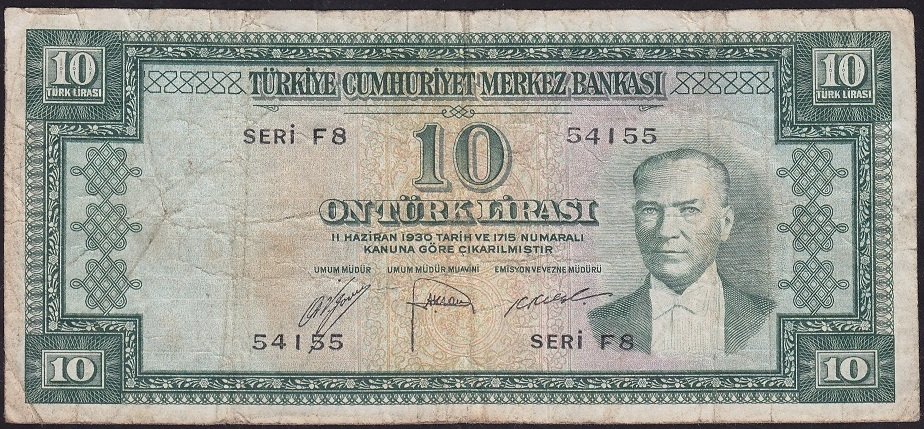 10 TÜRK LİRASI
10 TÜRK LİRASI
TÜRKİYE CUMHURİYET MERKEZ BANKASI
SERİ F8 54155
10
ON TÜRK LİRASI
11 HAZİRAN 1930 TARİH VE 1715 NUMARALI
KANUNA GÖRE ÇIKARILMIŞTIR
UMUM MÜDÜR UMUM MÜDÜR MUAVİNİ EMİSYON VE VEZNE MÜDÜRÜ
54155 SERİ F8
10 10